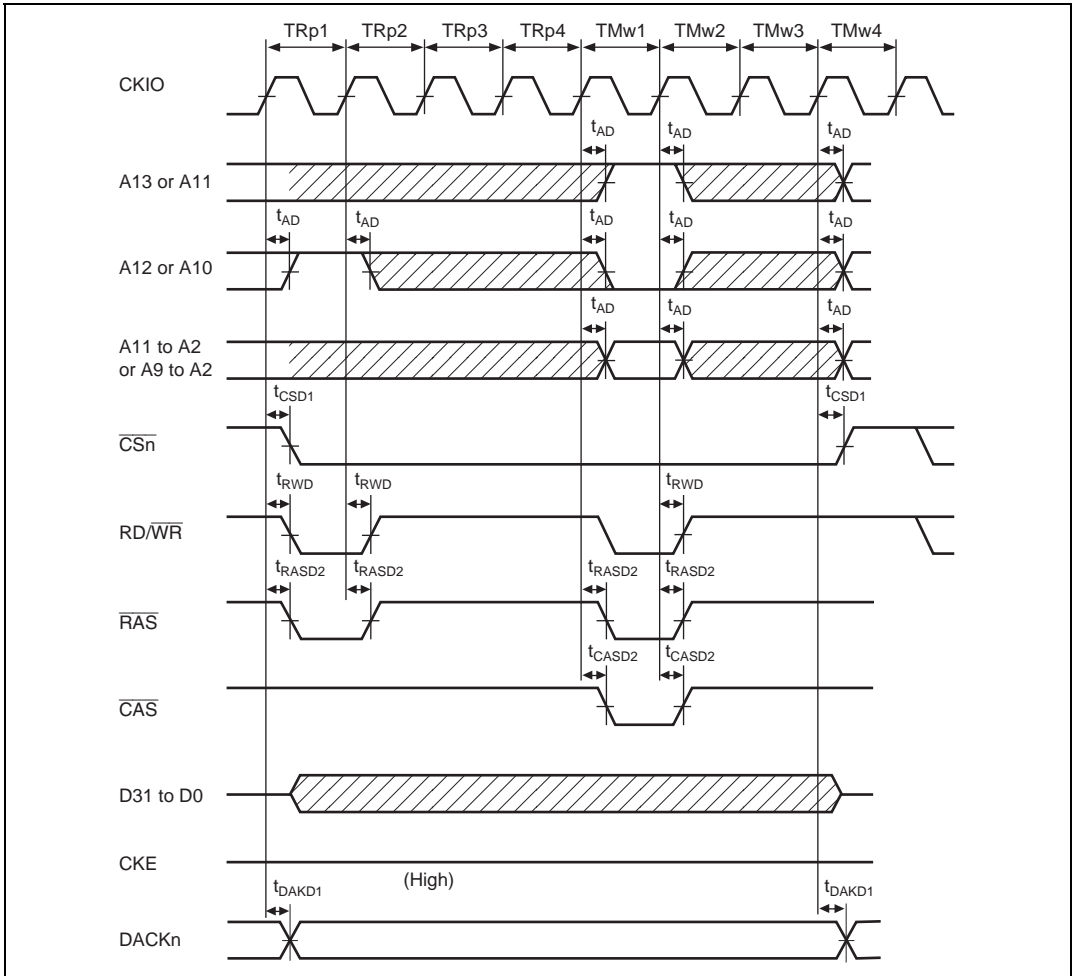 TRp1 TRp2 TRp3 TRp4 TMw1 TMw2 TMw3 TMw4
CKIO
tAD tAD tAD
A13 or A11
tAD tAD tAD tAD tAD
A12 or A10
tAD tAD tAD
A11 to A2
or A9 to A2
tCSD1 tCSD1
CSn
tRWD tRWD tRWD
RD/WR
tRASD2 tRASD2 tRASD2 tRASD2
RAS
tCASD2 tCASD2
CAS
D31 to D0
CKE
(High)
tDAKD1 tDAKD1
DACKn